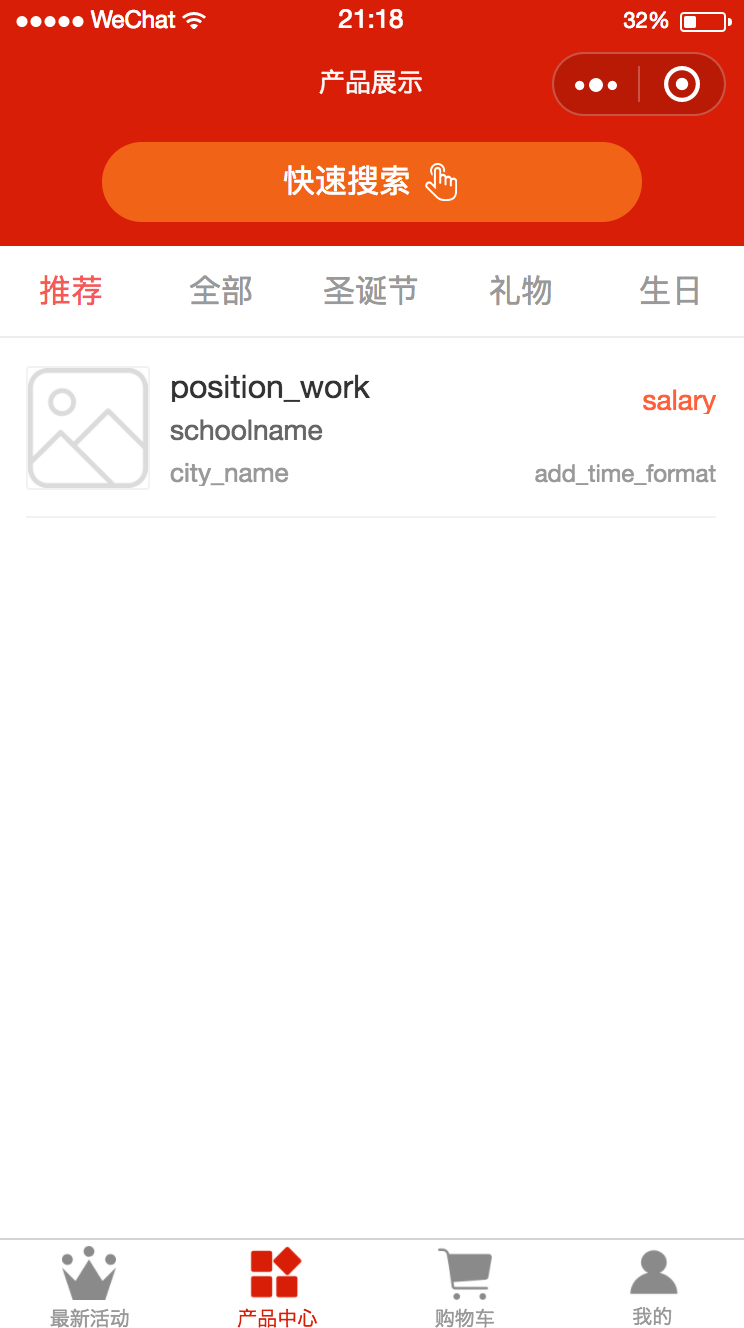 WeChat 21:18 32%
产品展示
快速搜索
推荐 全部 圣诞节 礼物 生日
position_work
salary
schoolname
city_name add_time_format
最新活动 产品中心 购物车 我的